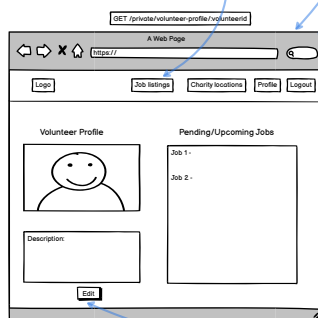 GET /private/volunteer-profile/:volunteerid
A Web Page
https://
Logo
Job listings
Charity locations
Profile
Logout
Volunteer Profile
Pending/Upcoming Jobs
Job 1 -
Job 2 -
Description:
Edit